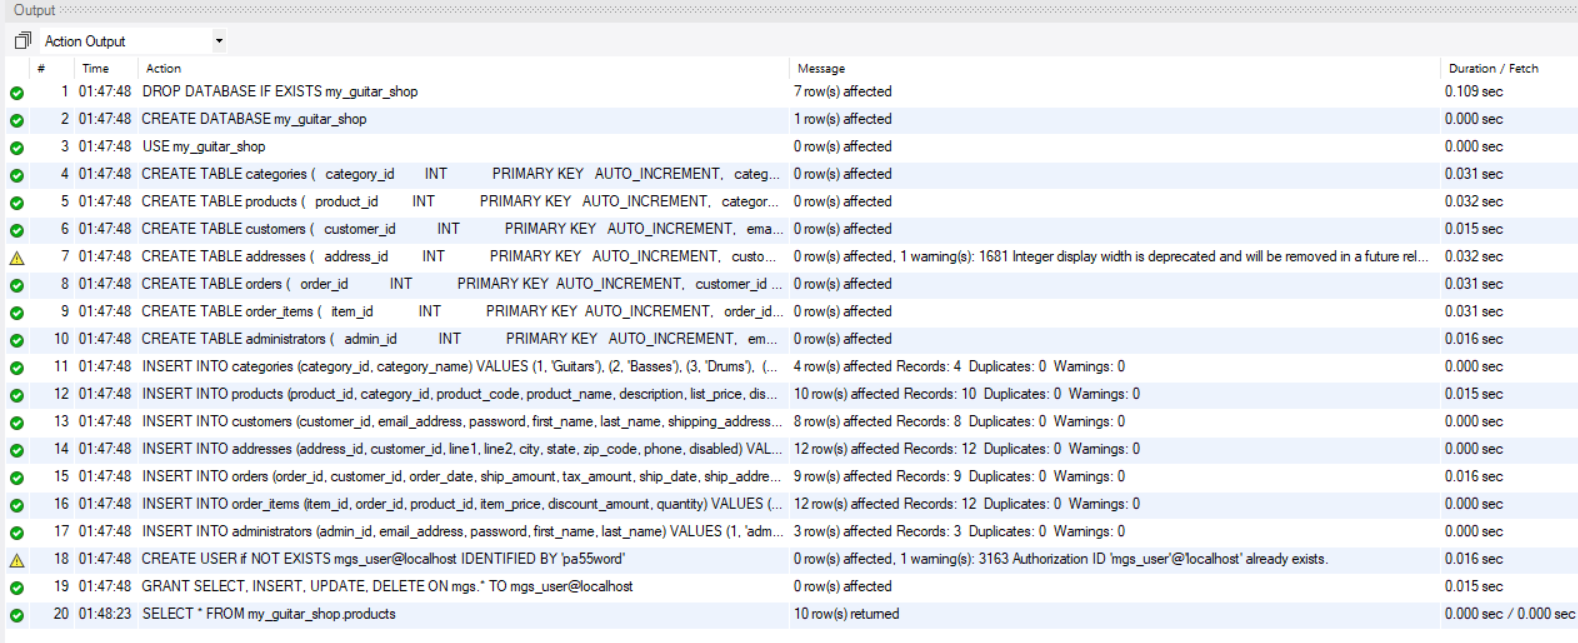 Output
Action Output
# Time Action Message Duration / Fetch
1 01:47:48 DROP DATABASE IF EXISTS my_guitar_shop 7 row(s) affected 0.109 sec
2 01:47:48 CREATE DATABASE my_guitar_shop 1 row(s) affected 0.000 sec
3 01:47:48 USE my_guitar_shop 0 row(s) affected 0.000 sec
4 01:47:48 CREATE TABLE categories ( category_id INT PRIMARY KEY AUTO_INCREMENT, categ... 0 row(s) affected 0.031 sec
5 01:47:48 CREATE TABLE products ( product_id INT PRIMARY KEY AUTO_INCREMENT, categor... 0 row(s) affected 0.032 sec
6 01:47:48 CREATE TABLE customers ( customer_id INT PRIMARY KEY AUTO_INCREMENT, ema... 0 row(s) affected 0.015 sec
7 01:47:48 CREATE TABLE addresses ( address_id INT PRIMARY KEY AUTO_INCREMENT, custo... 0 row(s) affected, 1 warning(s): 1681 Integer display width is deprecated and will be removed in a future rel... 0.032 sec
8 01:47:48 CREATE TABLE orders ( order_id INT PRIMARY KEY AUTO_INCREMENT, customer_id ... 0 row(s) affected 0.031 sec
9 01:47:48 CREATE TABLE order_items ( item_id INT PRIMARY KEY AUTO_INCREMENT, order_id... 0 row(s) affected 0.031 sec
10 01:47:48 CREATE TABLE administrators ( admin_id INT PRIMARY KEY AUTO_INCREMENT, em... 0 row(s) affected 0.016 sec
11 01:47:48 INSERT INTO categories (category_id, category_name) VALUES (1, 'Guitars'), (2, 'Basses'), (3, 'Drums'), (... 4 row(s) affected Records: 4 Duplicates: 0 Warnings: 0 0.000 sec
12 01:47:48 INSERT INTO products (product_id, category_id, product_code, product_name, description, list_price, dis... 10 row(s) affected Records: 10 Duplicates: 0 Warnings: 0 0.015 sec
13 01:47:48 INSERT INTO customers (customer_id, email_address, password, first_name, last_name, shipping_address... 8 row(s) affected Records: 8 Duplicates: 0 Warnings: 0 0.000 sec
14 01:47:48 INSERT INTO addresses (address_id, customer_id, line1, line2, city, state, zip_code, phone, disabled) VAL... 12 row(s) affected Records: 12 Duplicates: 0 Warnings: 0 0.000 sec
15 01:47:48 INSERT INTO orders (order_id, customer_id, order_date, ship_amount, tax_amount, ship_date, ship_addre... 9 row(s) affected Records: 9 Duplicates: 0 Warnings: 0 0.016 sec
16 01:47:48 INSERT INTO order_items (item_id, order_id, product_id, item_price, discount_amount, quantity) VALUES (... 12 row(s) affected Records: 12 Duplicates: 0 Warnings: 0 0.000 sec
17 01:47:48 INSERT INTO administrators (admin_id, email_address, password, first_name, last_name) VALUES (1, 'adm... 3 row(s) affected Records: 3 Duplicates: 0 Warnings: 0 0.000 sec
18 01:47:48 CREATE USER if NOT EXISTS mgs_user@localhost IDENTIFIED BY 'pa55word' 0 row(s) affected, 1 warning(s): 3163 Authorization ID 'mgs_user'@'localhost' already exists. 0.016 sec
19 01:47:48 GRANT SELECT, INSERT, UPDATE, DELETE ON mgs.* TO mgs_user@localhost 0 row(s) affected 0.015 sec
20 01:48:23 SELECT * FROM my_guitar_shop.products 10 row(s) returned 0.000 sec / 0.000 sec